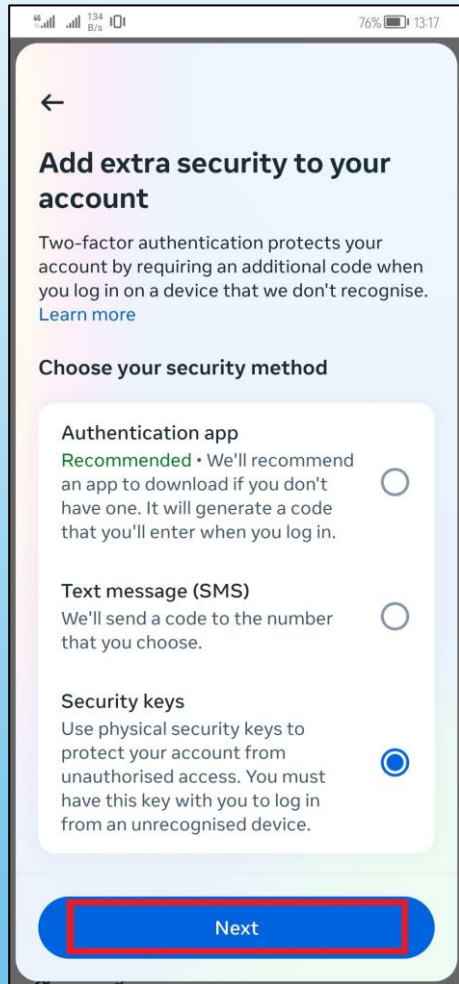 46 134 B/s 76% 13:17
Add extra security to your
account
Two-factor authentication protects your
account by requiring an additional code when
you log in on a device that we don't recognise.
Learn more
Choose your security method
Authentication app
Recommended • We'll recommend
an app to download if you don't
have one. It will generate a code
that you'll enter when you log in.
Text message (SMS)
We'll send a code to the number
that you choose.
Security keys
Use physical security keys to
protect your account from
unauthorised access. You must
have this key with you to log in
from an unrecognised device.
Next